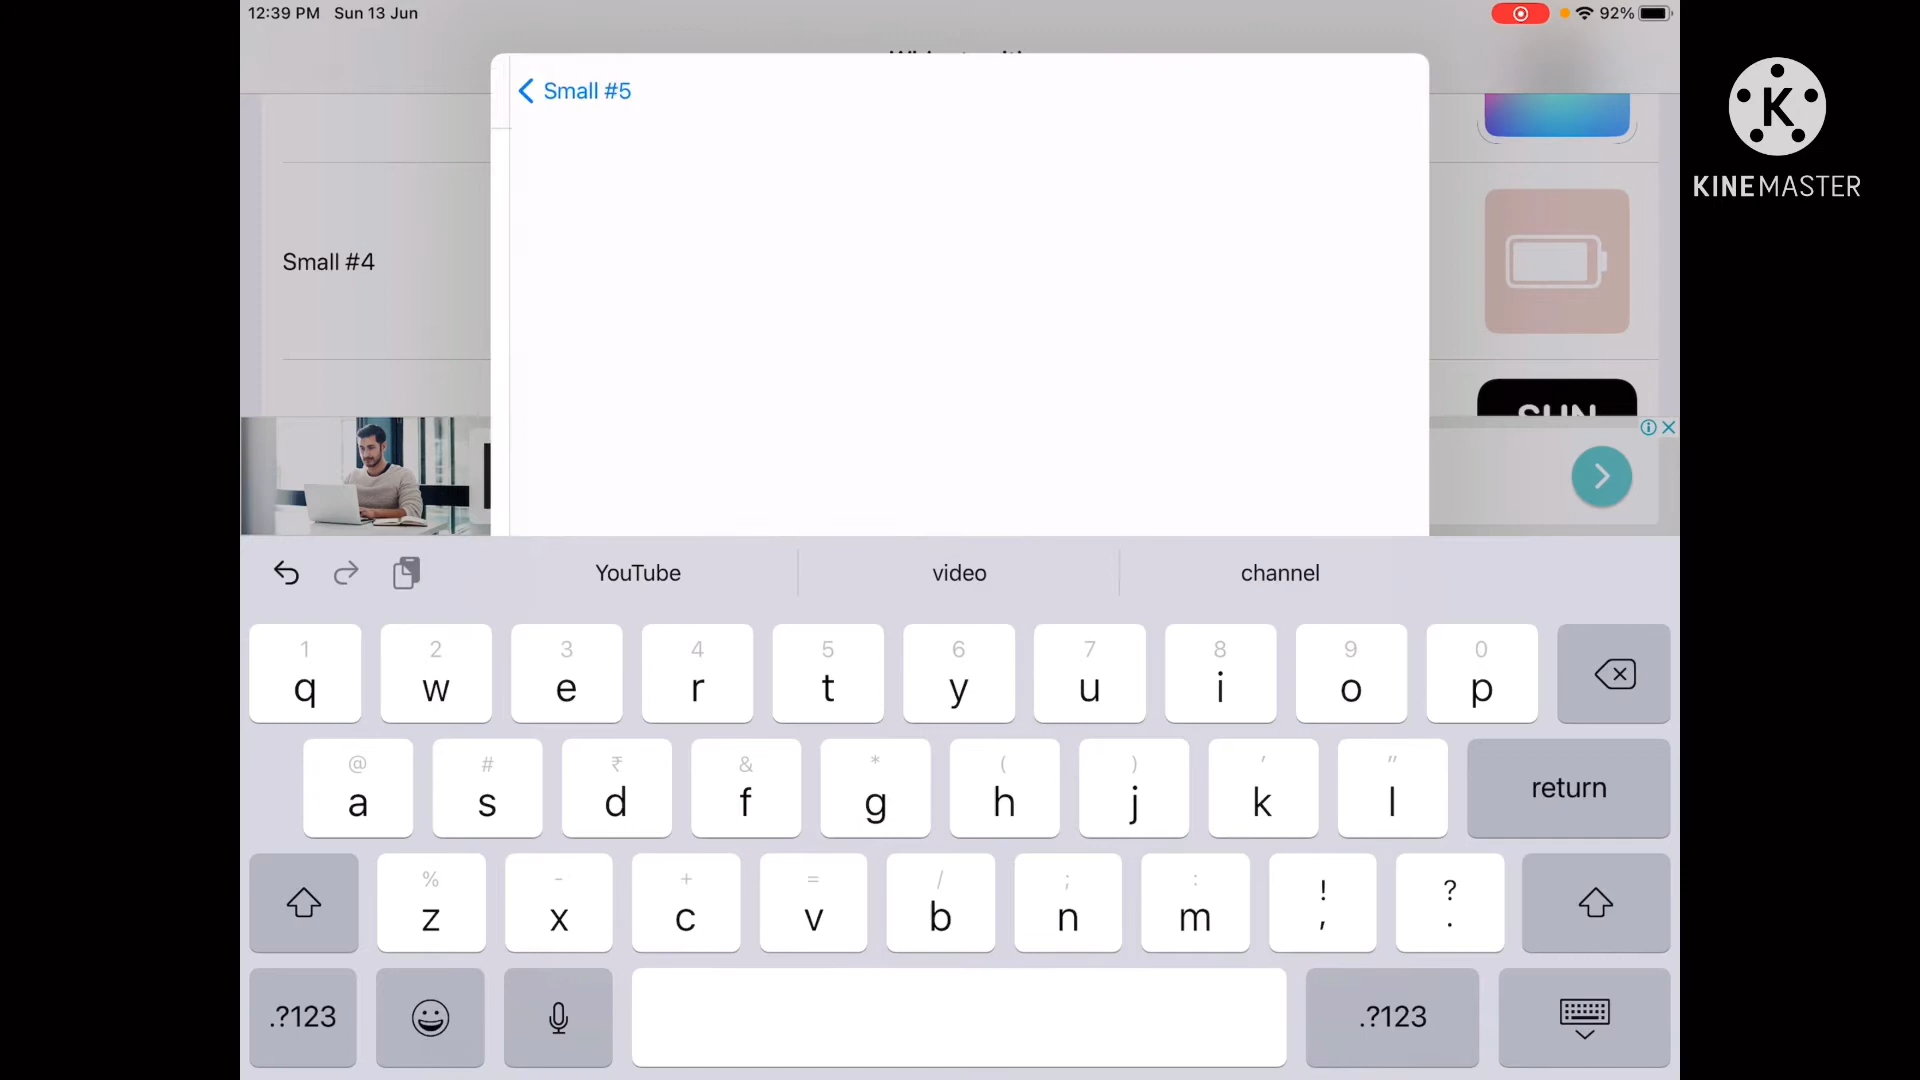 12:39 PM Sun 13 Jun
92%
Small #5
KINEMASTER
Small #4
SUN
YouTube video channel
1 2 3 4 5 6 7 8 9 0
q w e r t y u i o p
@ # ₹ & * ( ) ' "
a s d f g h j k l return
% - + = / ; : ! ?
z x c v b n m , .
.?123 .?123